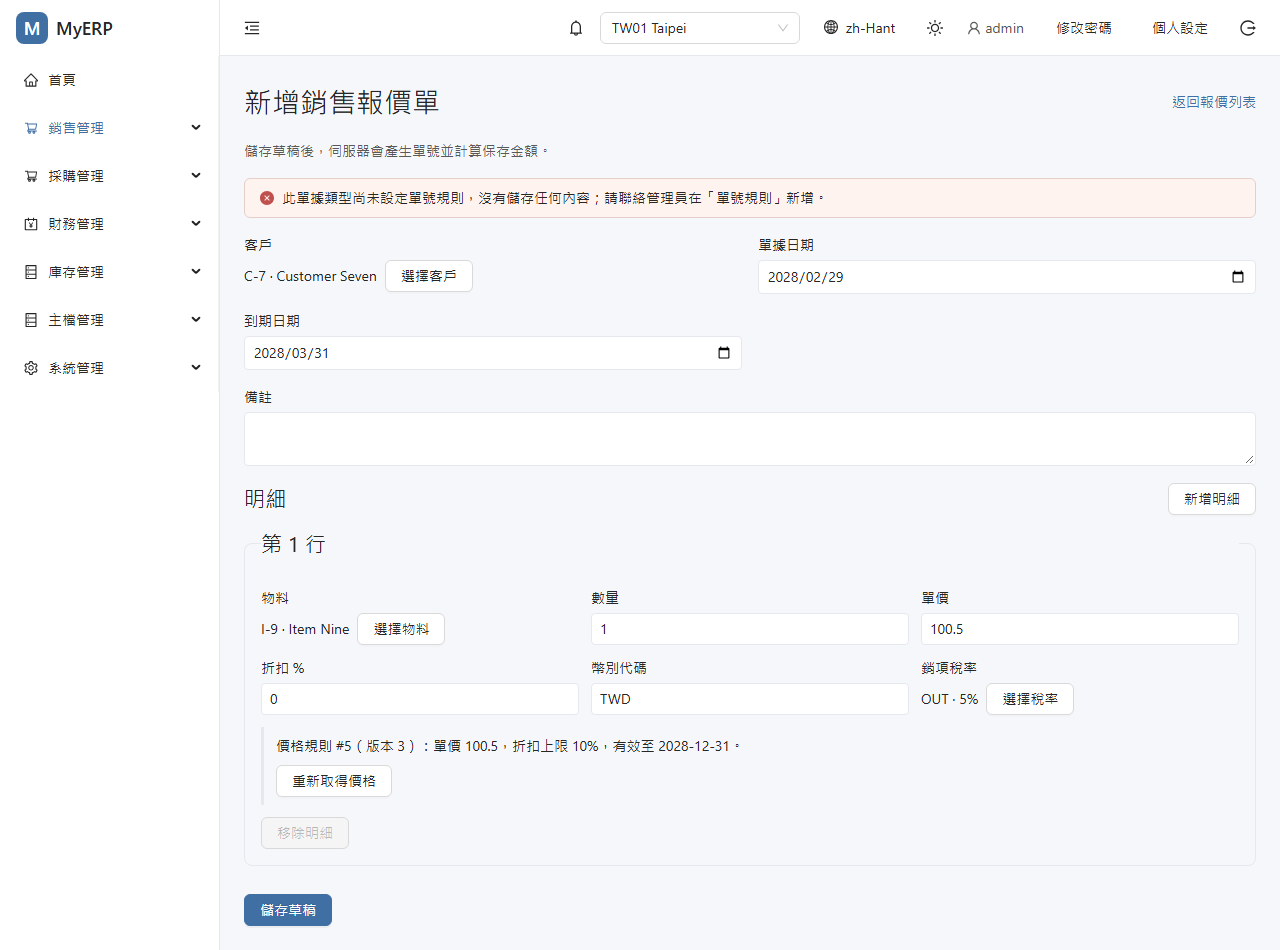 M MyERP
TW01 Taipei
zh-Hant
admin
修改密碼
個人設定
首頁
銷售管理
採購管理
財務管理
庫存管理
主檔管理
系統管理
新增銷售報價單
返回報價列表
儲存草稿後，伺服器會產生單號並計算保存金額。
此單據類型尚未設定單號規則，沒有儲存任何內容；請聯絡管理員在「單號規則」新增。
客戶
C-7 · Customer Seven
選擇客戶
單據日期
2028/02/29
到期日期
2028/03/31
備註
明細
新增明細
第 1 行
物料
I-9 · Item Nine
選擇物料
數量
1
單價
100.5
折扣 %
0
幣別代碼
TWD
銷項稅率
OUT · 5%
選擇稅率
價格規則 #5（版本 3）：單價 100.5，折扣上限 10%，有效至 2028-12-31。
重新取得價格
移除明細
儲存草稿